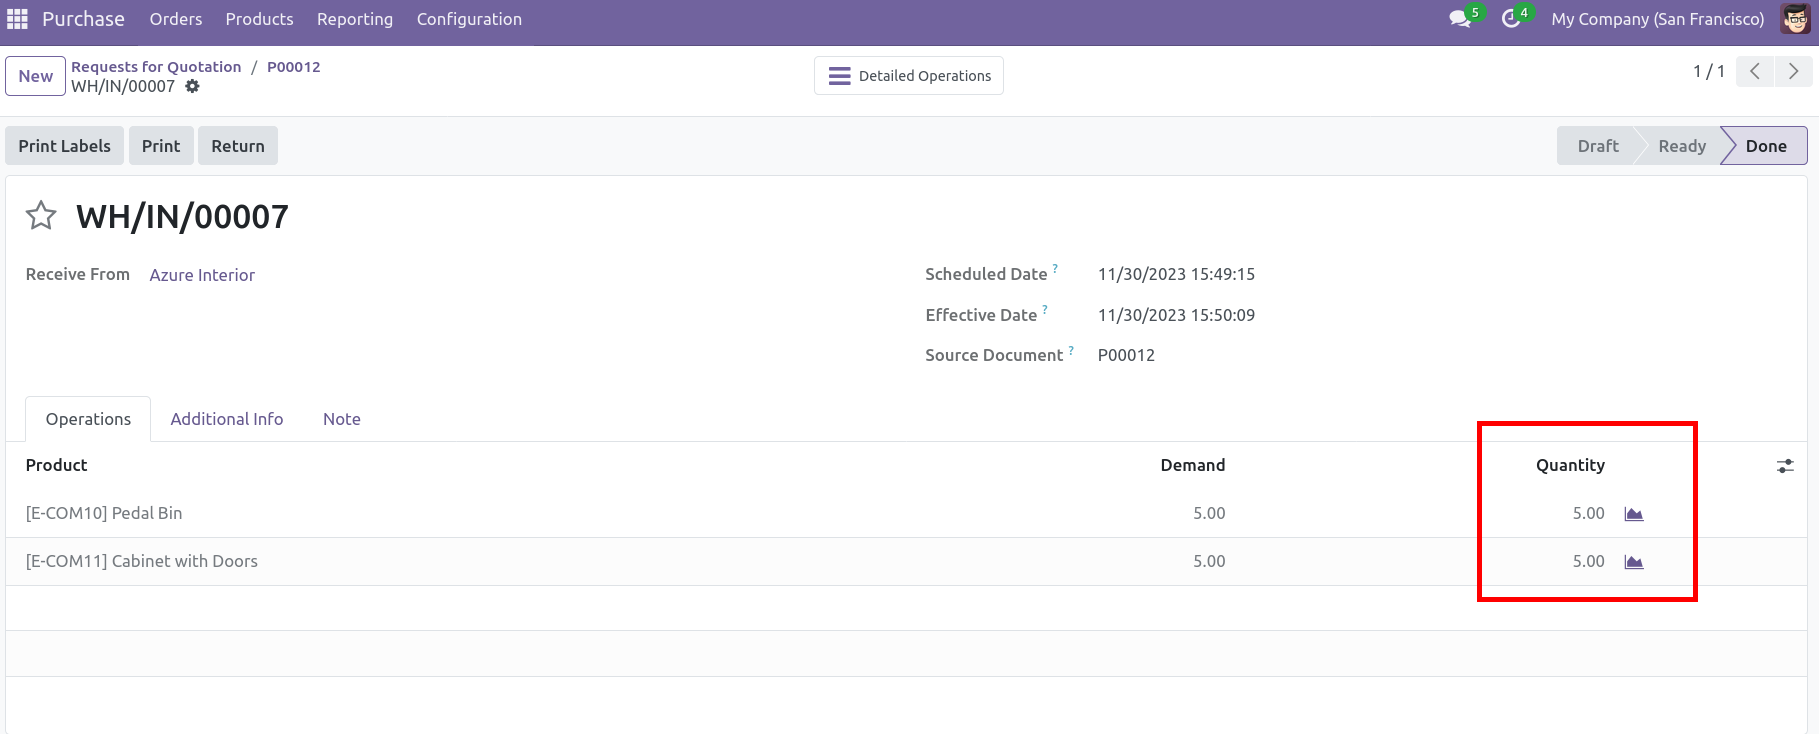 Purchase Orders Products Reporting Configuration 5 4 My Company (San Francisco)
New Requests for Quotation / P00012
WH/IN/00007
Detailed Operations
1 / 1
Print Labels Print Return Draft Ready Done
WH/IN/00007
Receive From Azure Interior Scheduled Date ? 11/30/2023 15:49:15
Effective Date ? 11/30/2023 15:50:09
Source Document ? P00012
Operations Additional Info Note
Product Demand Quantity
[E-COM10] Pedal Bin 5.00 5.00
[E-COM11] Cabinet with Doors 5.00 5.00